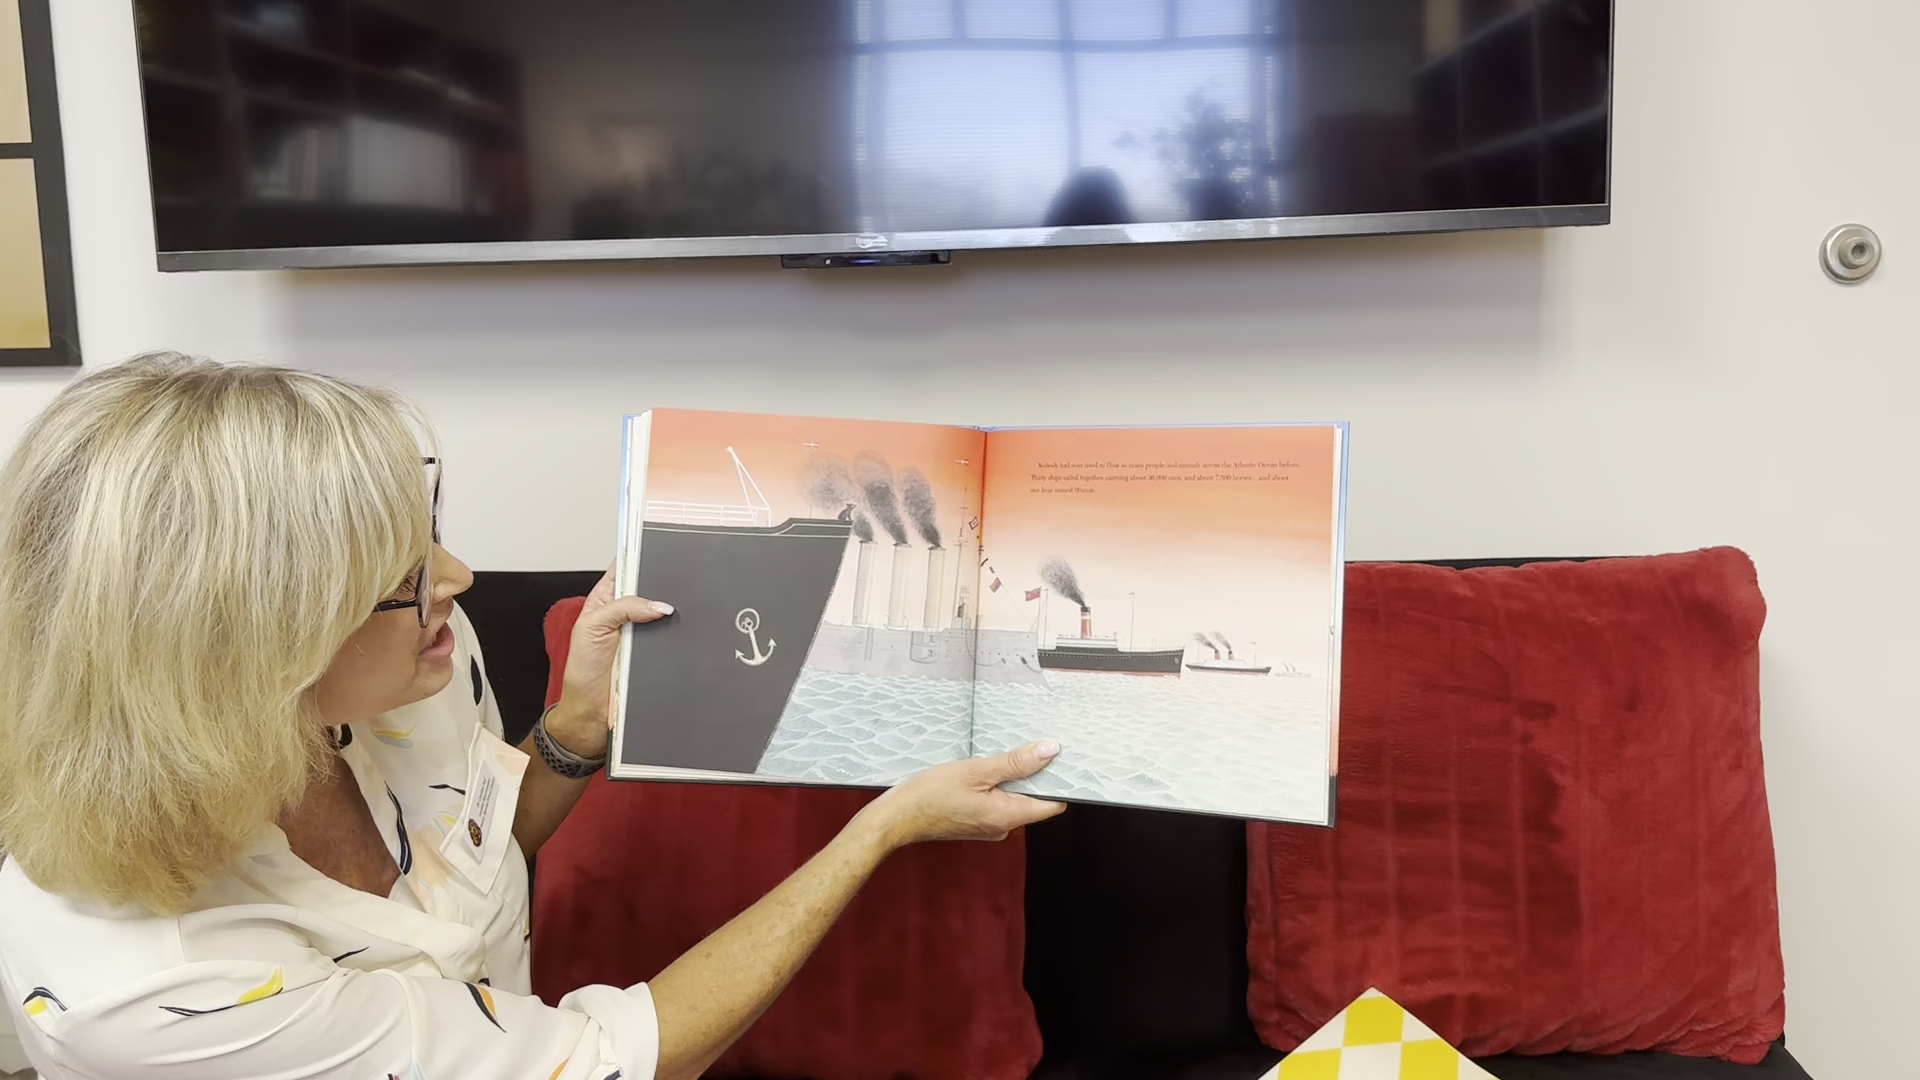 Nobody had ever tried to float so many people and animals across the Atlantic Ocean before.
Thirty ships sailed together, carrying about 36,000 men, and about 7,500 horses... and about
one bear named Winnie.